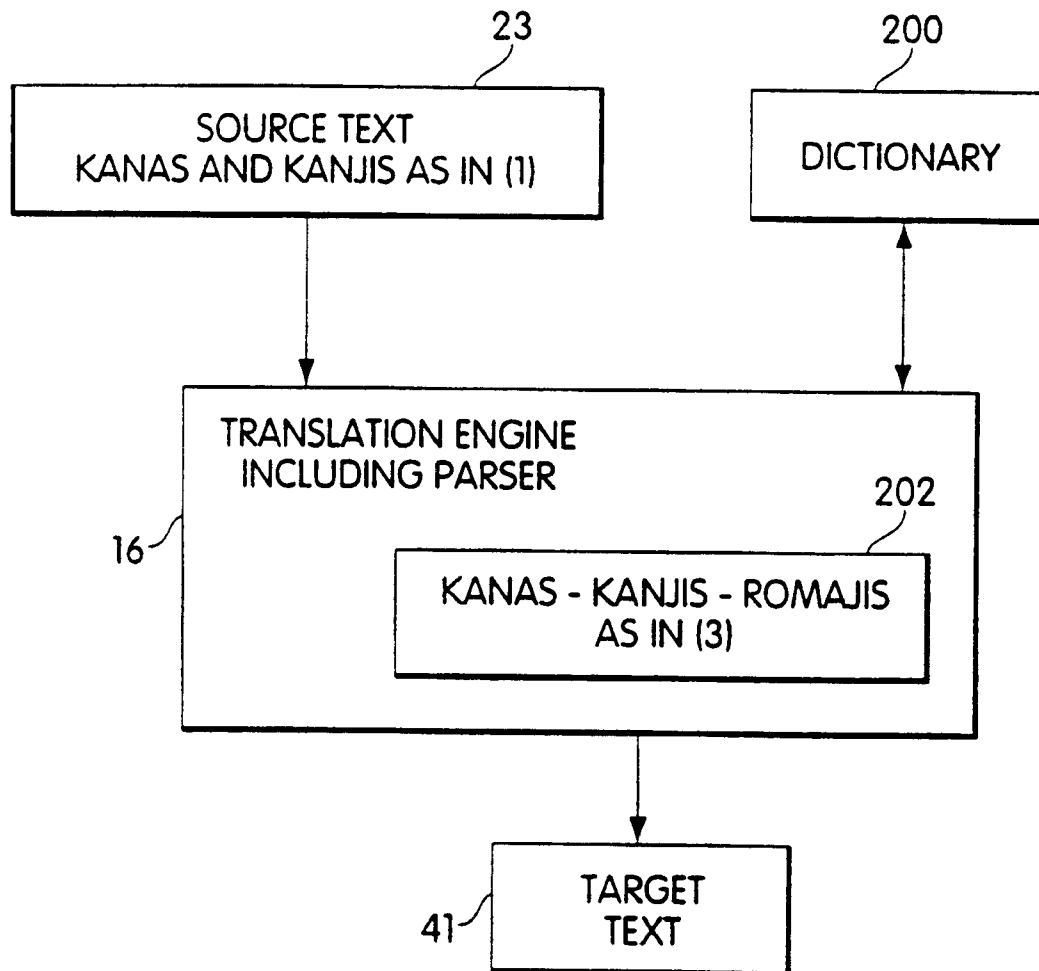 23
200
SOURCE TEXT
KANAS AND KANJIS AS IN (1)
DICTIONARY
TRANSLATION ENGINE
INCLUDING PARSER
202
16
KANAS - KANJIS - ROMAJIS
AS IN (3)
41
TARGET
TEXT